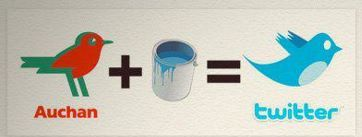 Auchan + = twitter